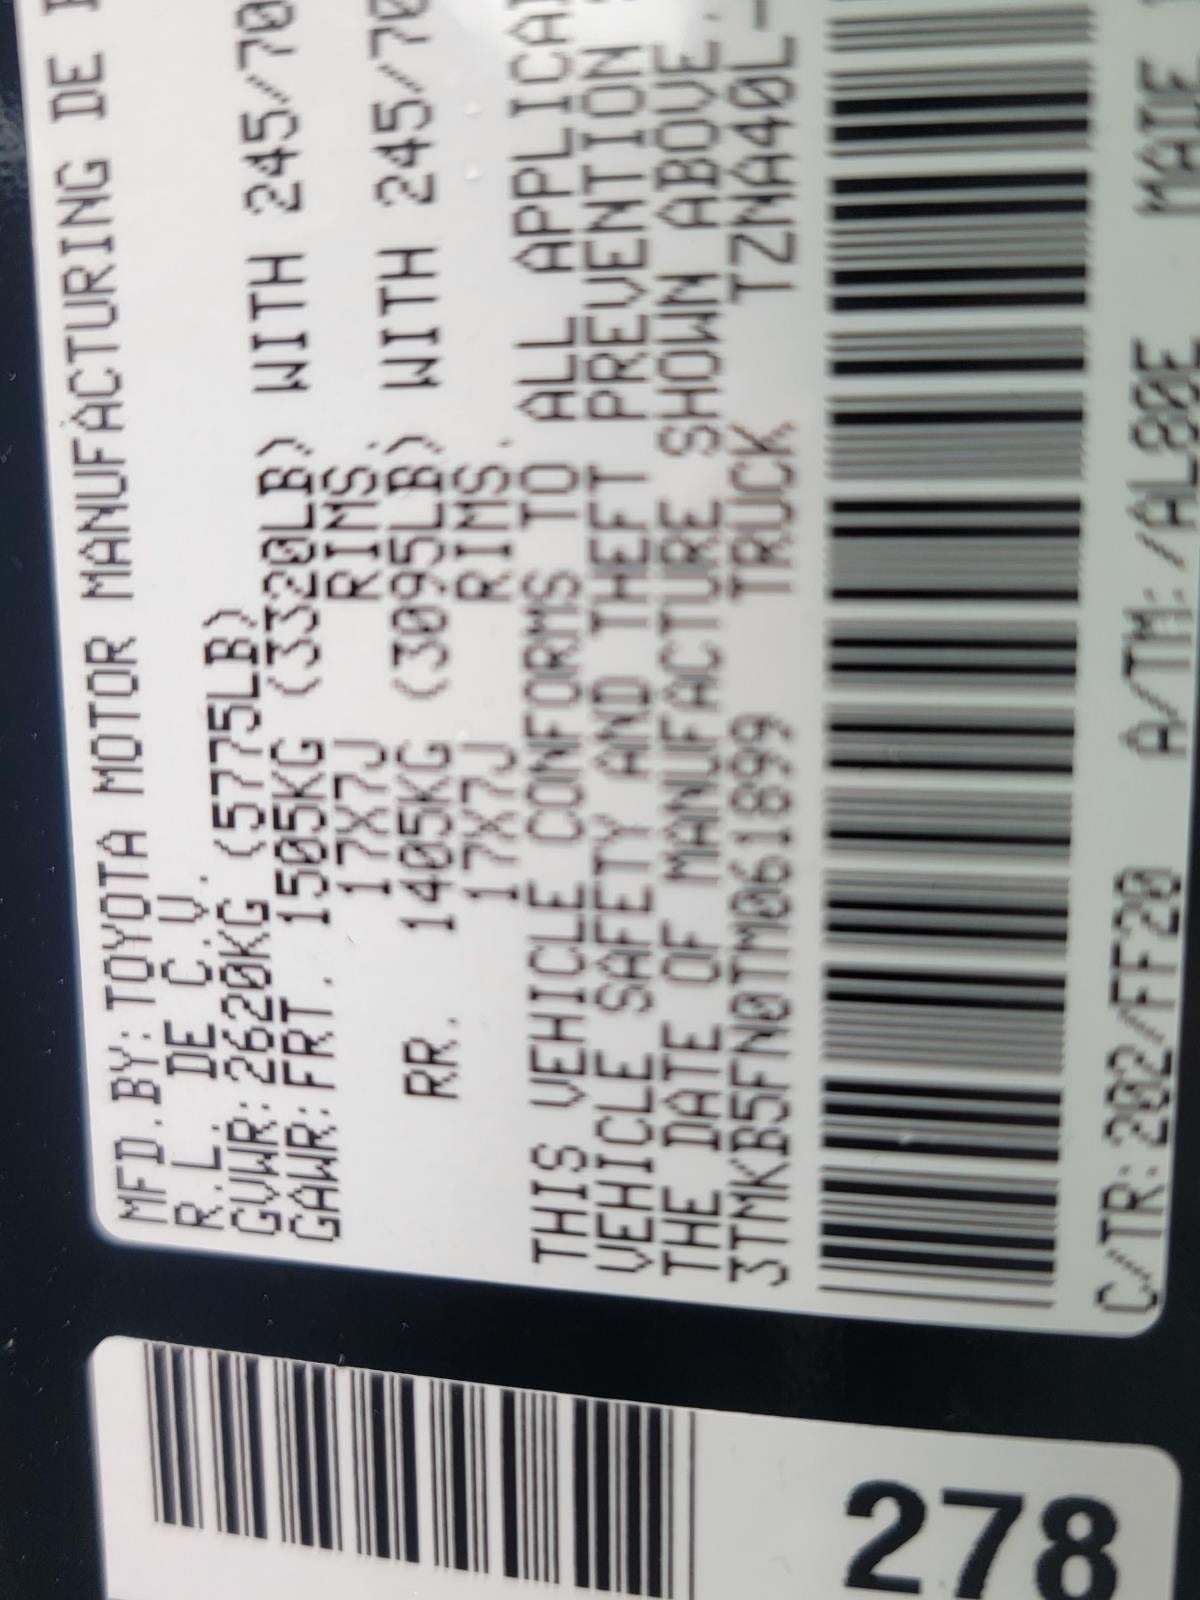 MFD.BY:TOYOTA MOTOR MANUFACTURING DE
R.L. DE C.V.
GVWR:2620KG (5775LB)
GAWR:FRT. 1505KG (3320LB) WITH 245/70
17X7J RIMS.
RR. 1405KG (3095LB) WITH 245/70
17X7J RIMS.
THIS VEHICLE CONFORMS TO ALL
VEHICLE SAFETY AND THEFT PREVENTION
THE DATE OF MANUFACTURE SHOWN ABOVE.
3TMKB5FN0TM061899 TRUCK TZNA40L-
C/TR:202/FF20 A/TM:/AL80E MADE
278